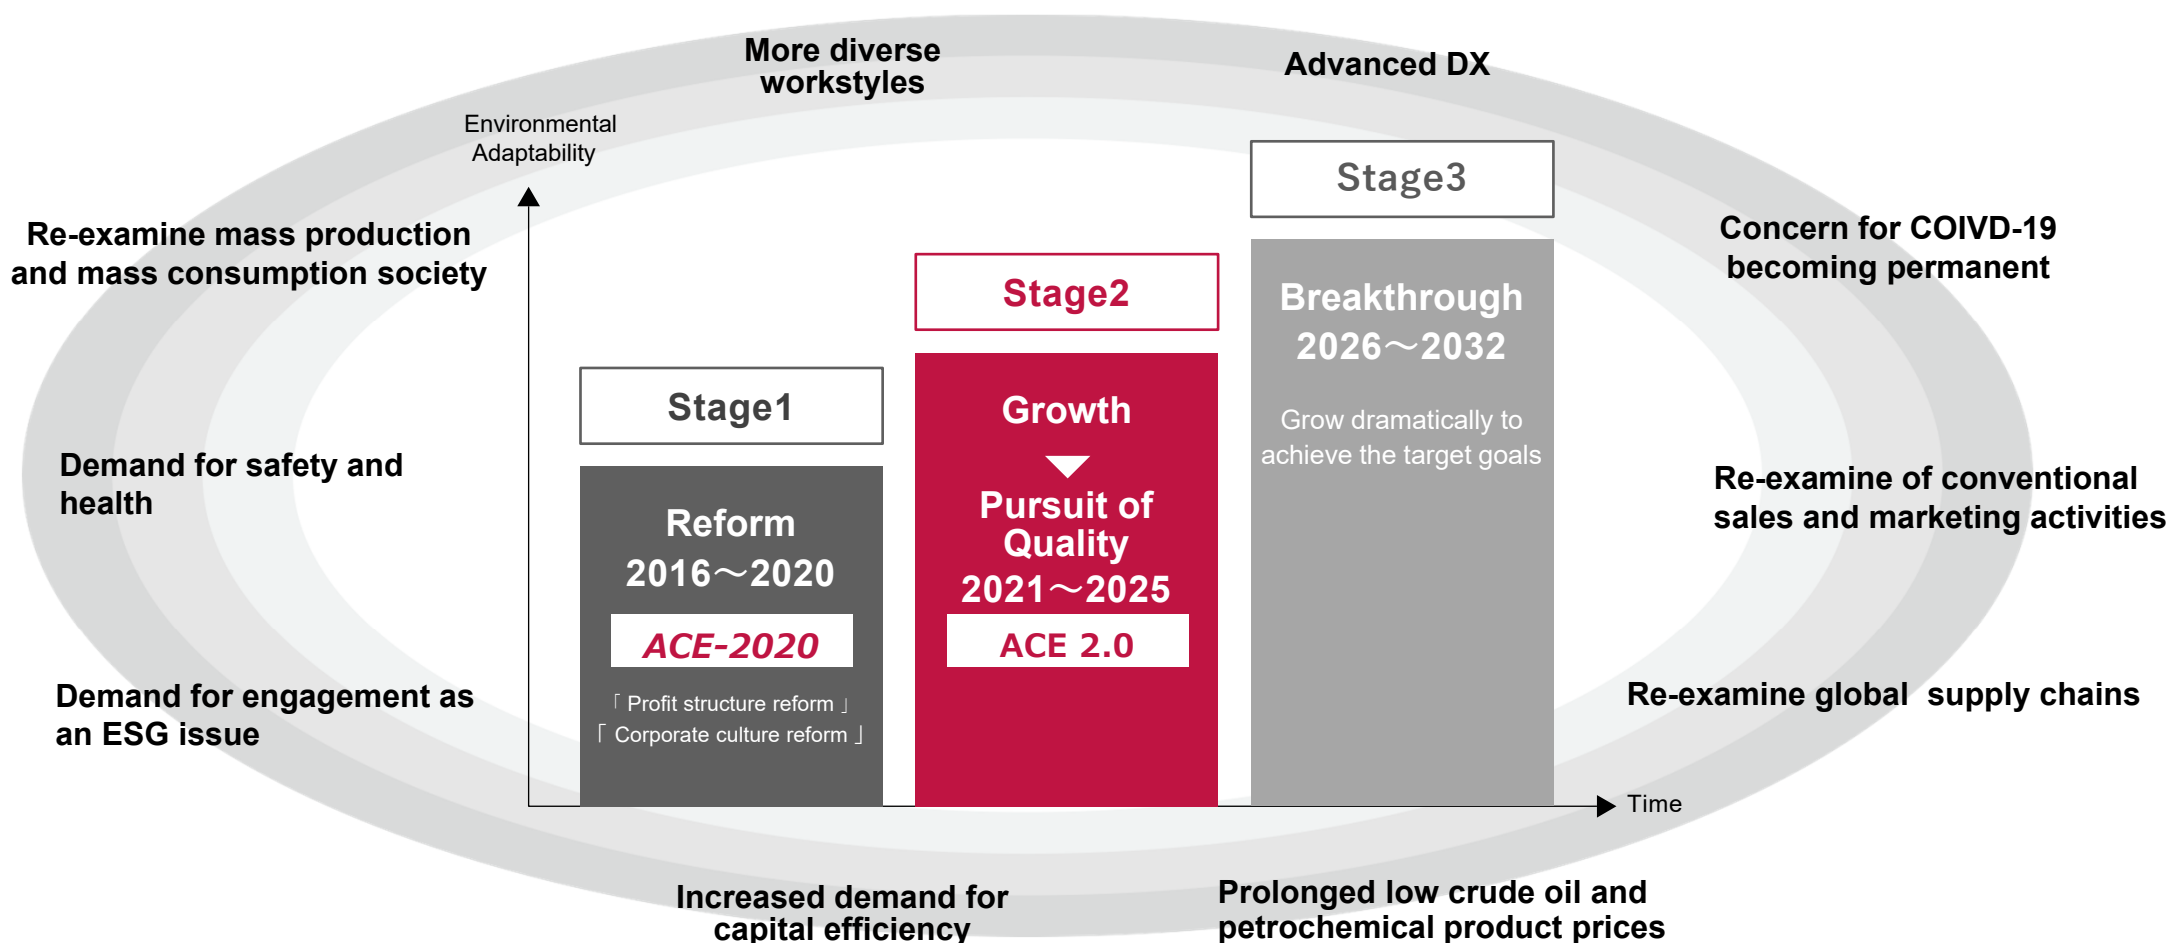 More diverse
workstyles
Advanced DX
Environmental
Adaptability
Re-examine mass production
and mass consumption society
Demand for safety and
health
Demand for engagement as
an ESG issue
Stage1
Reform
2016～2020
ACE-2020
「 Profit structure reform 」
「 Corporate culture reform 」
Stage2
Growth
Pursuit of
Quality
2021～2025
ACE 2.0
Stage3
Breakthrough
2026～2032
Grow dramatically to
achieve the target goals
Concern for COIVD-19
becoming permanent
Re-examine of conventional
sales and marketing activities
Re-examine global supply chains
Time
Increased demand for
capital efficiency
Prolonged low crude oil and
petrochemical product prices